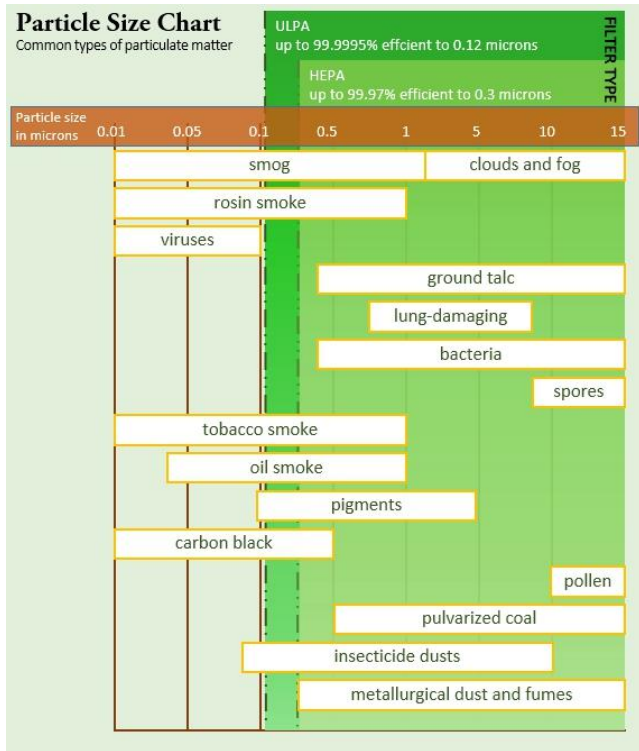 Particle Size Chart
Common types of particulate matter
ULPA
up to 99.9995% effcient to 0.12 microns
HEPA
up to 99.97% efficient to 0.3 microns
FILTER TYPE
Particle size
in microns
0.01 0.05 0.1 0.5 1 5 10 15
smog clouds and fog
rosin smoke
viruses
ground talc
lung-damaging
bacteria
spores
tobacco smoke
oil smoke
pigments
carbon black
pollen
pulvarized coal
insecticide dusts
metallurgical dust and fumes